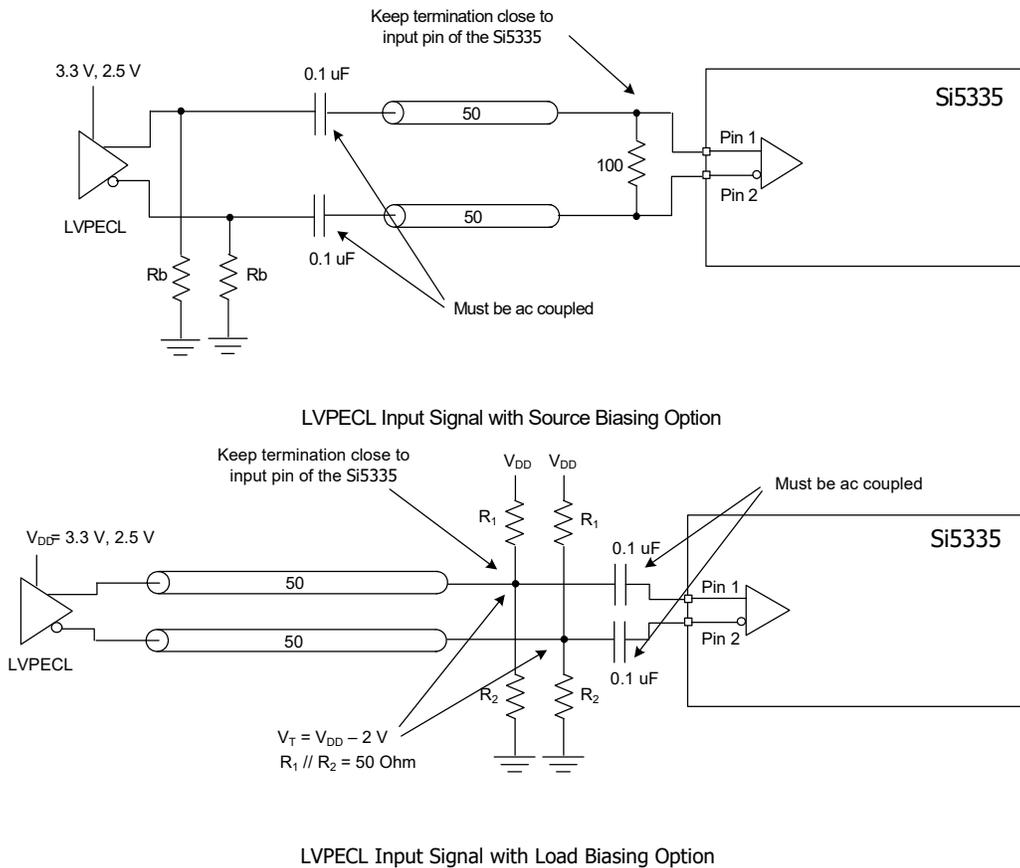 Keep termination close to
input pin of the Si5335
3.3 V, 2.5 V
0.1 uF
Si5335
50
Pin 1
100
Pin 2
50
LVPECL
0.1 uF
Rb
Rb
Must be ac coupled
LVPECL Input Signal with Source Biasing Option
Keep termination close to
input pin of the Si5335
VDD
VDD
Must be ac coupled
R1
R1
VDD= 3.3 V, 2.5 V
Si5335
0.1 uF
50
Pin 1
50
Pin 2
LVPECL
0.1 uF
R2
R2
VT = VDD – 2 V
R1 // R2 = 50 Ohm
LVPECL Input Signal with Load Biasing Option